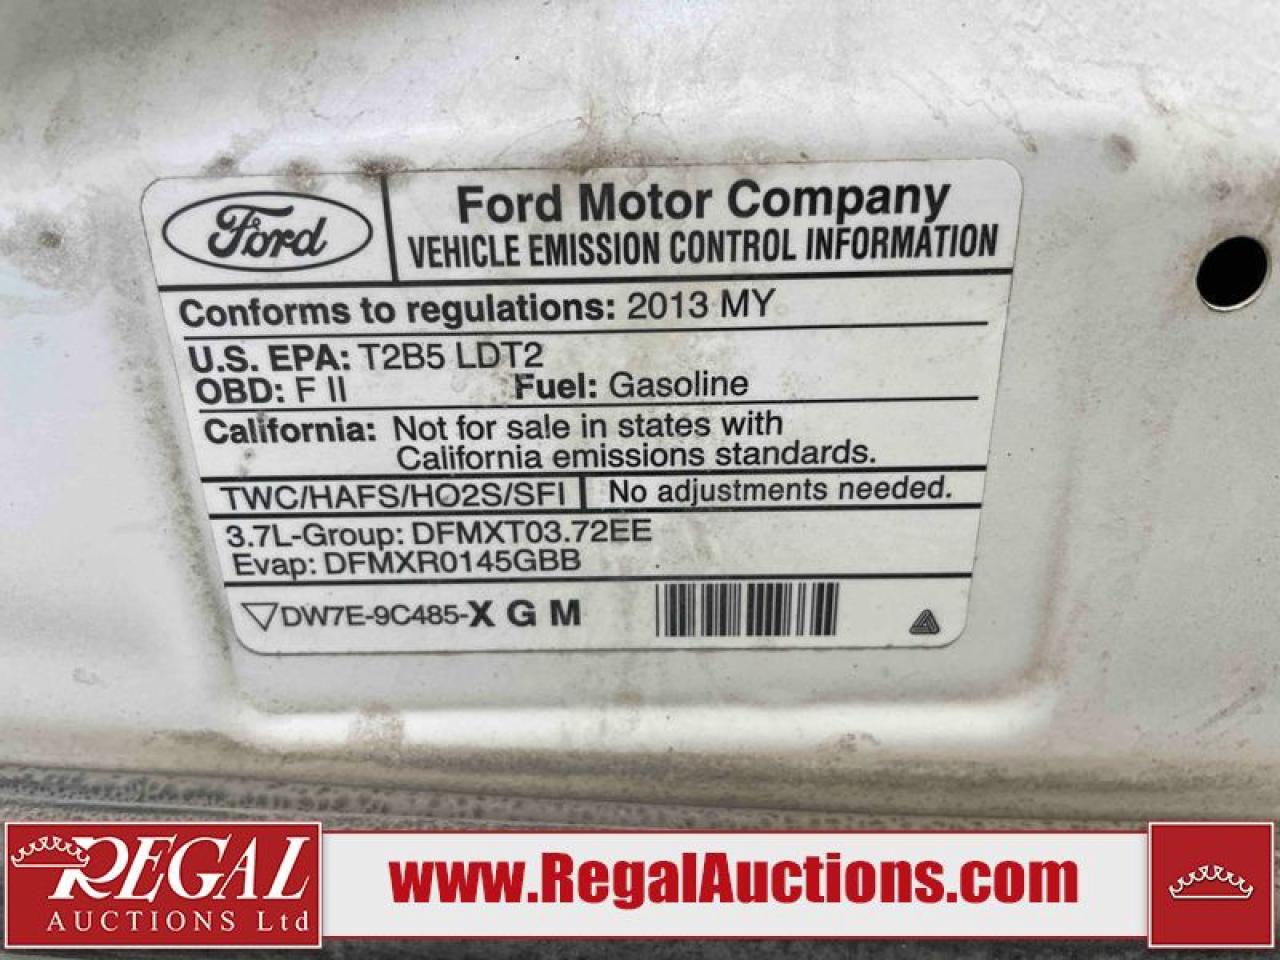 Ford
Ford Motor Company
VEHICLE EMISSION CONTROL INFORMATION
Conforms to regulations: 2013 MY
U.S. EPA: T2B5 LDT2
OBD: F II Fuel: Gasoline
California: Not for sale in states with
California emissions standards.
TWC/HAFS/HO2S/SFI No adjustments needed.
3.7L-Group: DFMXT03.72EE
Evap: DFMXR0145GBB
DW7E-9C485-X G M
REGAL
AUCTIONS Ltd
www.RegalAuctions.com